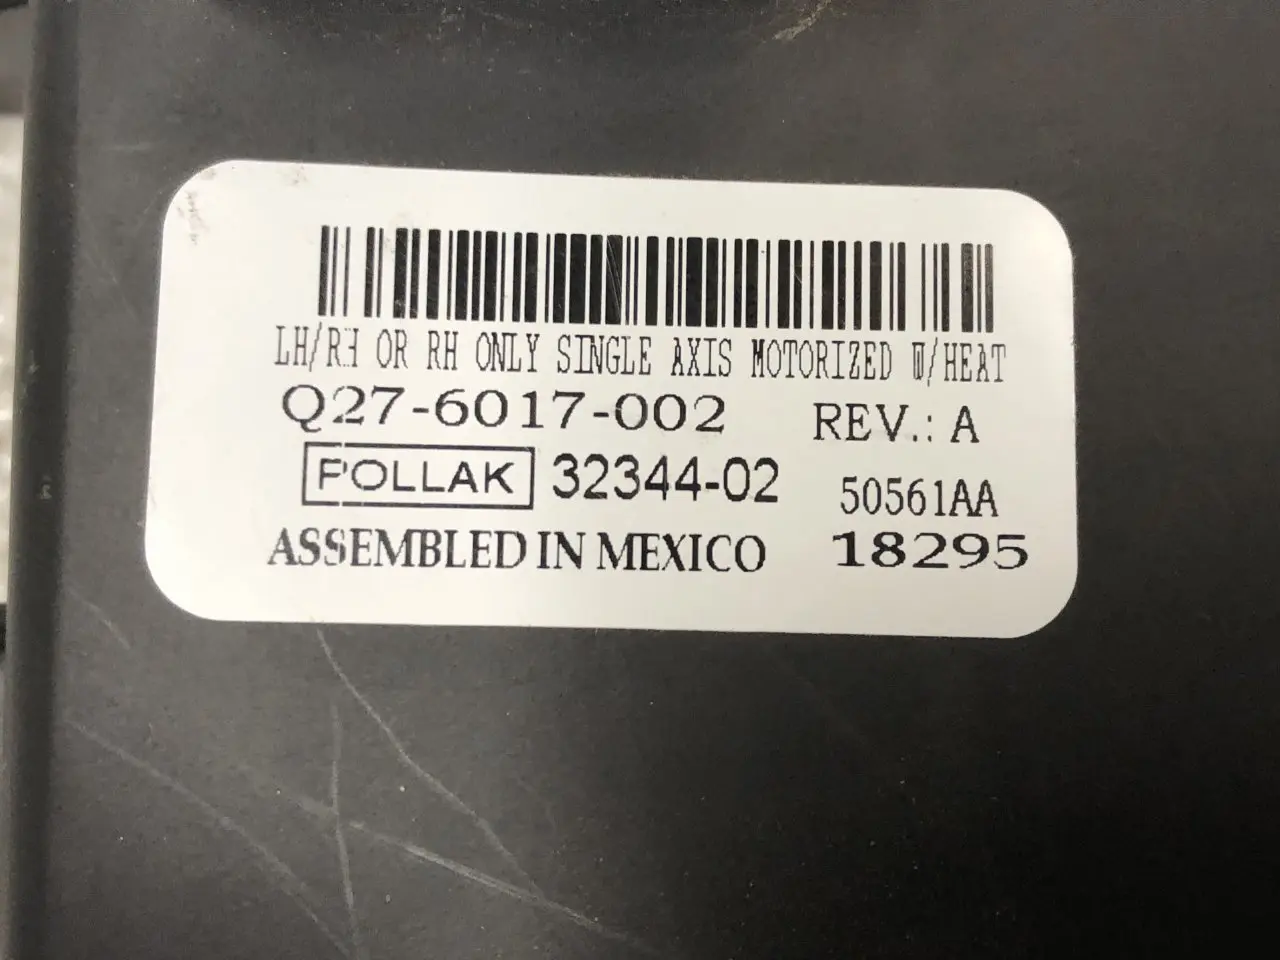 LH/RH OR RH ONLY SINGLE AXIS MOTORIZED W/HEAT
Q27-6017-002 REV.: A
POLLAK 32344-02 50561AA
ASSEMBLED IN MEXICO 18295